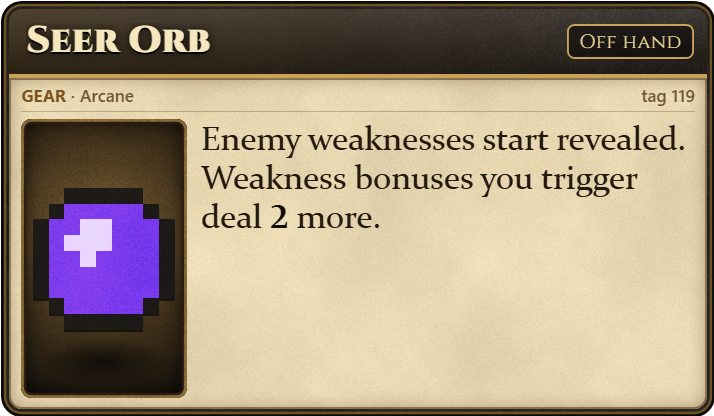 Seer Orb
Off hand
GEAR · Arcane
tag 119
Enemy weaknesses start revealed.
Weakness bonuses you trigger
deal 2 more.